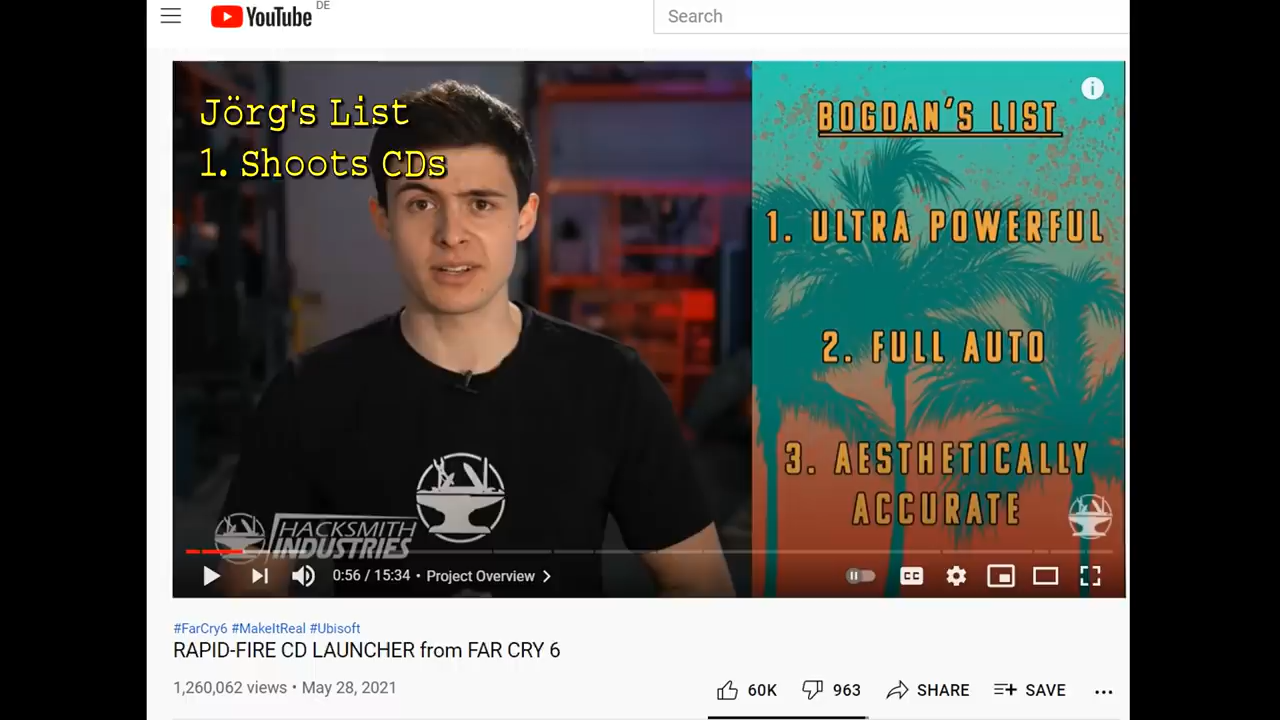 YouTube DE
Search
Jörg's List
1. Shoots CDs
BOGDAN'S LIST
1. ULTRA POWERFUL
2. FULL AUTO
3. AESTHETICALLY
ACCURATE
HACKSMITH
INDUSTRIES
0:56 / 15:34 • Project Overview
CC
#FarCry6 #MakeItReal #Ubisoft
RAPID-FIRE CD LAUNCHER from FAR CRY 6
1,260,062 views • May 28, 2021
60K 963 SHARE SAVE